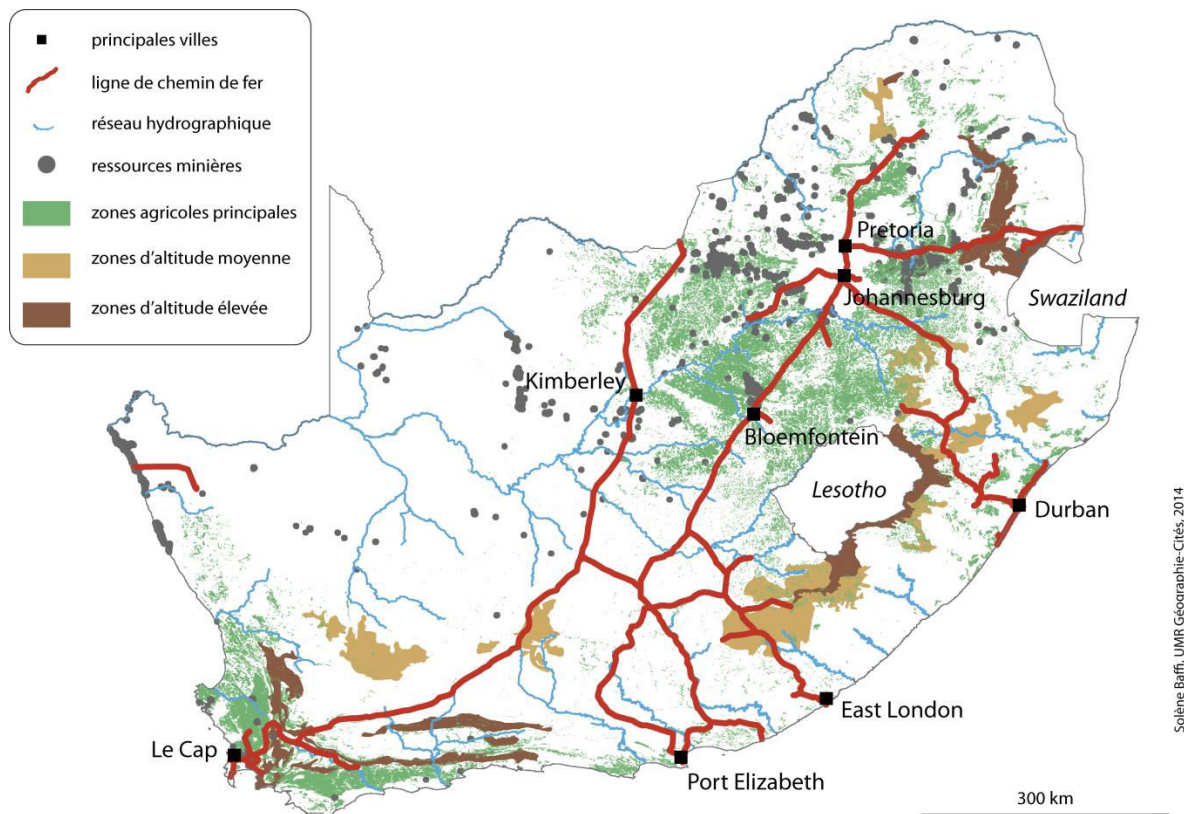 principales villes
ligne de chemin de fer
réseau hydrographique
ressources minières
zones agricoles principales
zones d'altitude moyenne
zones d'altitude élevée
Pretoria
Johannesburg
Swaziland
Kimberley
Bloemfontein
Lesotho
Durban
East London
Le Cap
Port Elizabeth
300 km
Solène Baffi, UMR Géographie-Cités, 2014